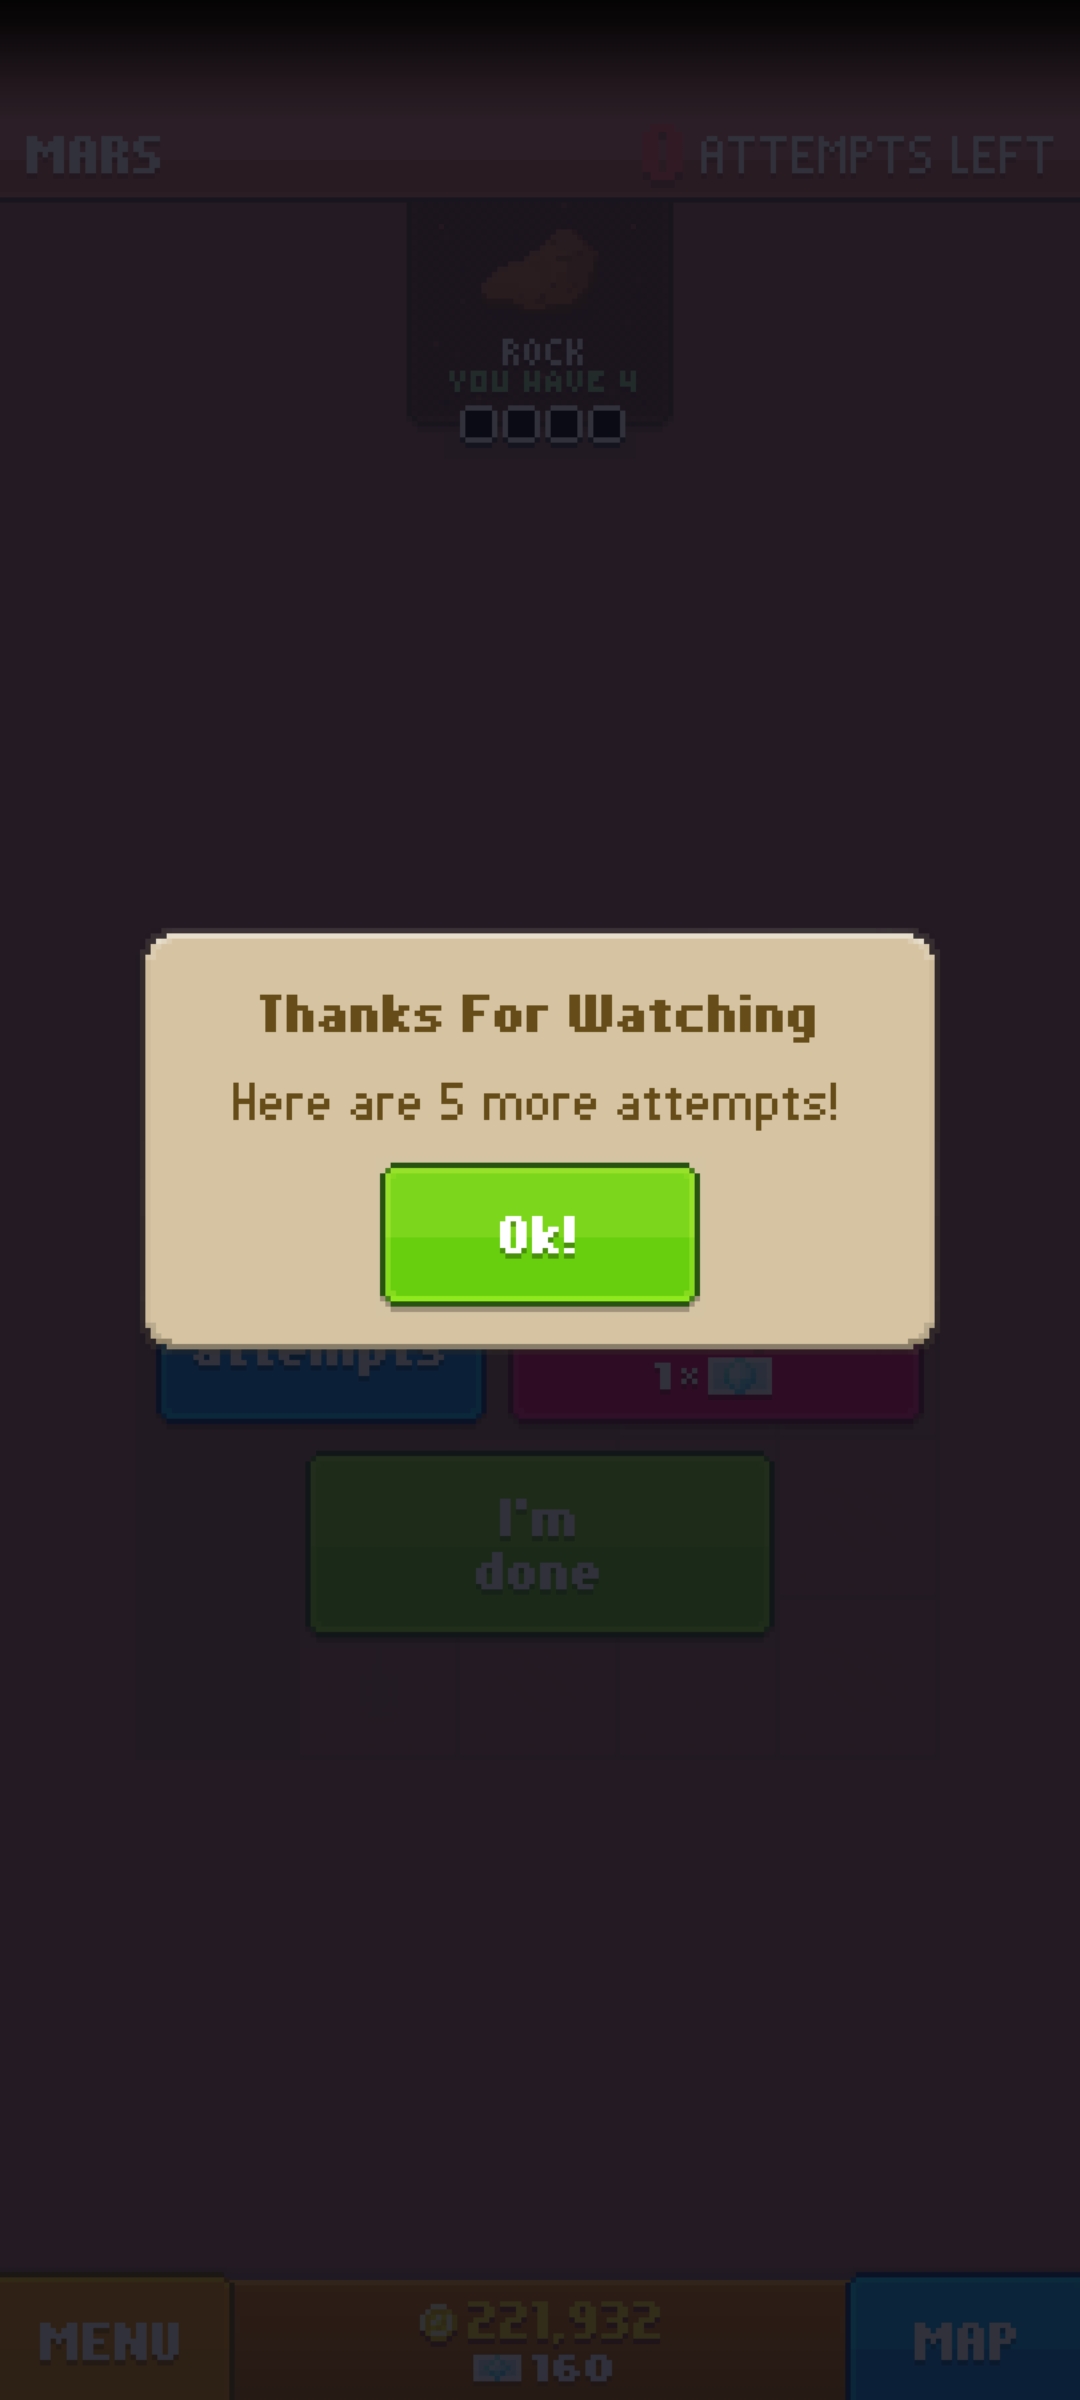 MARS
0 ATTEMPTS LEFT
ROCK
YOU HAVE 4
Thanks For Watching
Here are 5 more attempts!
Ok!
attempts
1×
I'm
done
MENU
221,932
160
MAP